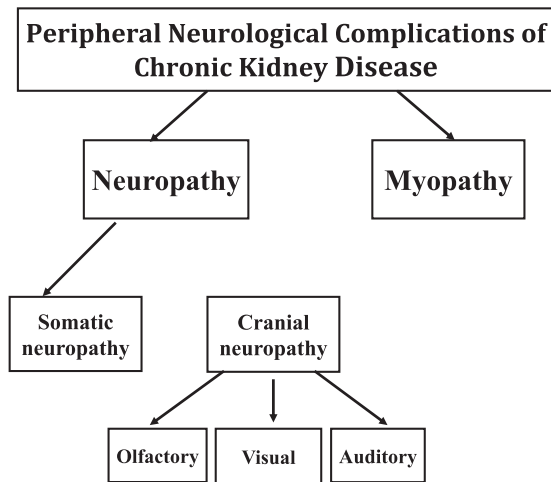 Peripheral Neurological Complications of
Chronic Kidney Disease
Neuropathy
Myopathy
Somatic
neuropathy
Cranial
neuropathy
Olfactory
Visual
Auditory